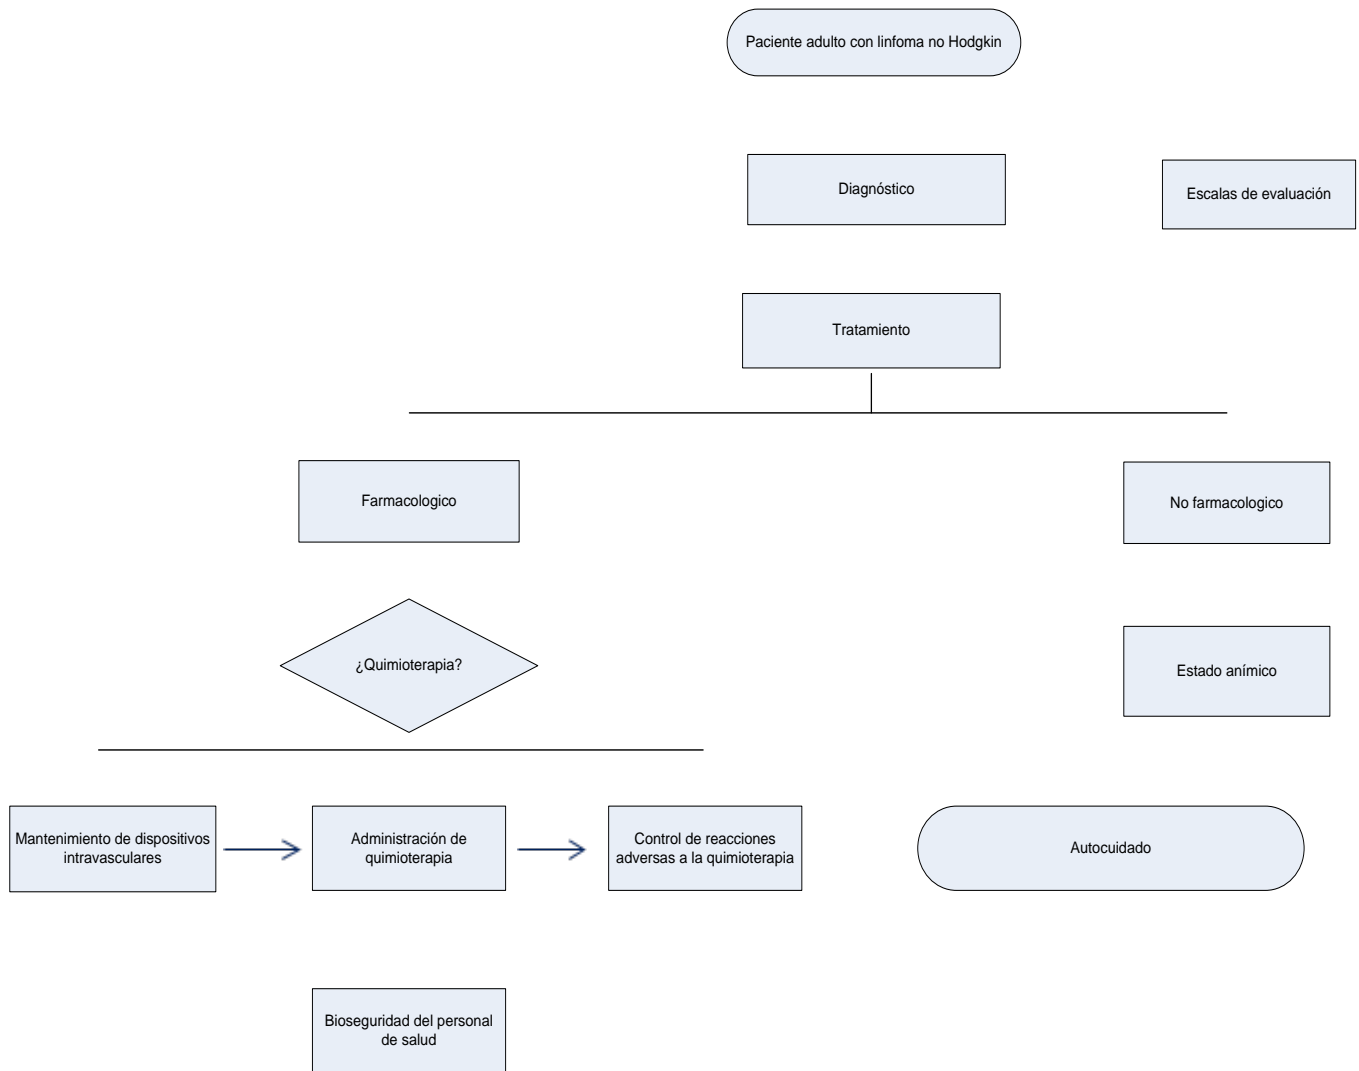 Paciente adulto con linfoma no Hodgkin
Diagnóstico
Escalas de evaluación
Tratamiento
Farmacologico
No farmacologico
¿Quimioterapia?
Estado anímico
Mantenimiento de dispositivos
intravasculares
Administración de
quimioterapia
Control de reacciones
adversas a la quimioterapia
Autocuidado
Bioseguridad del personal
de salud